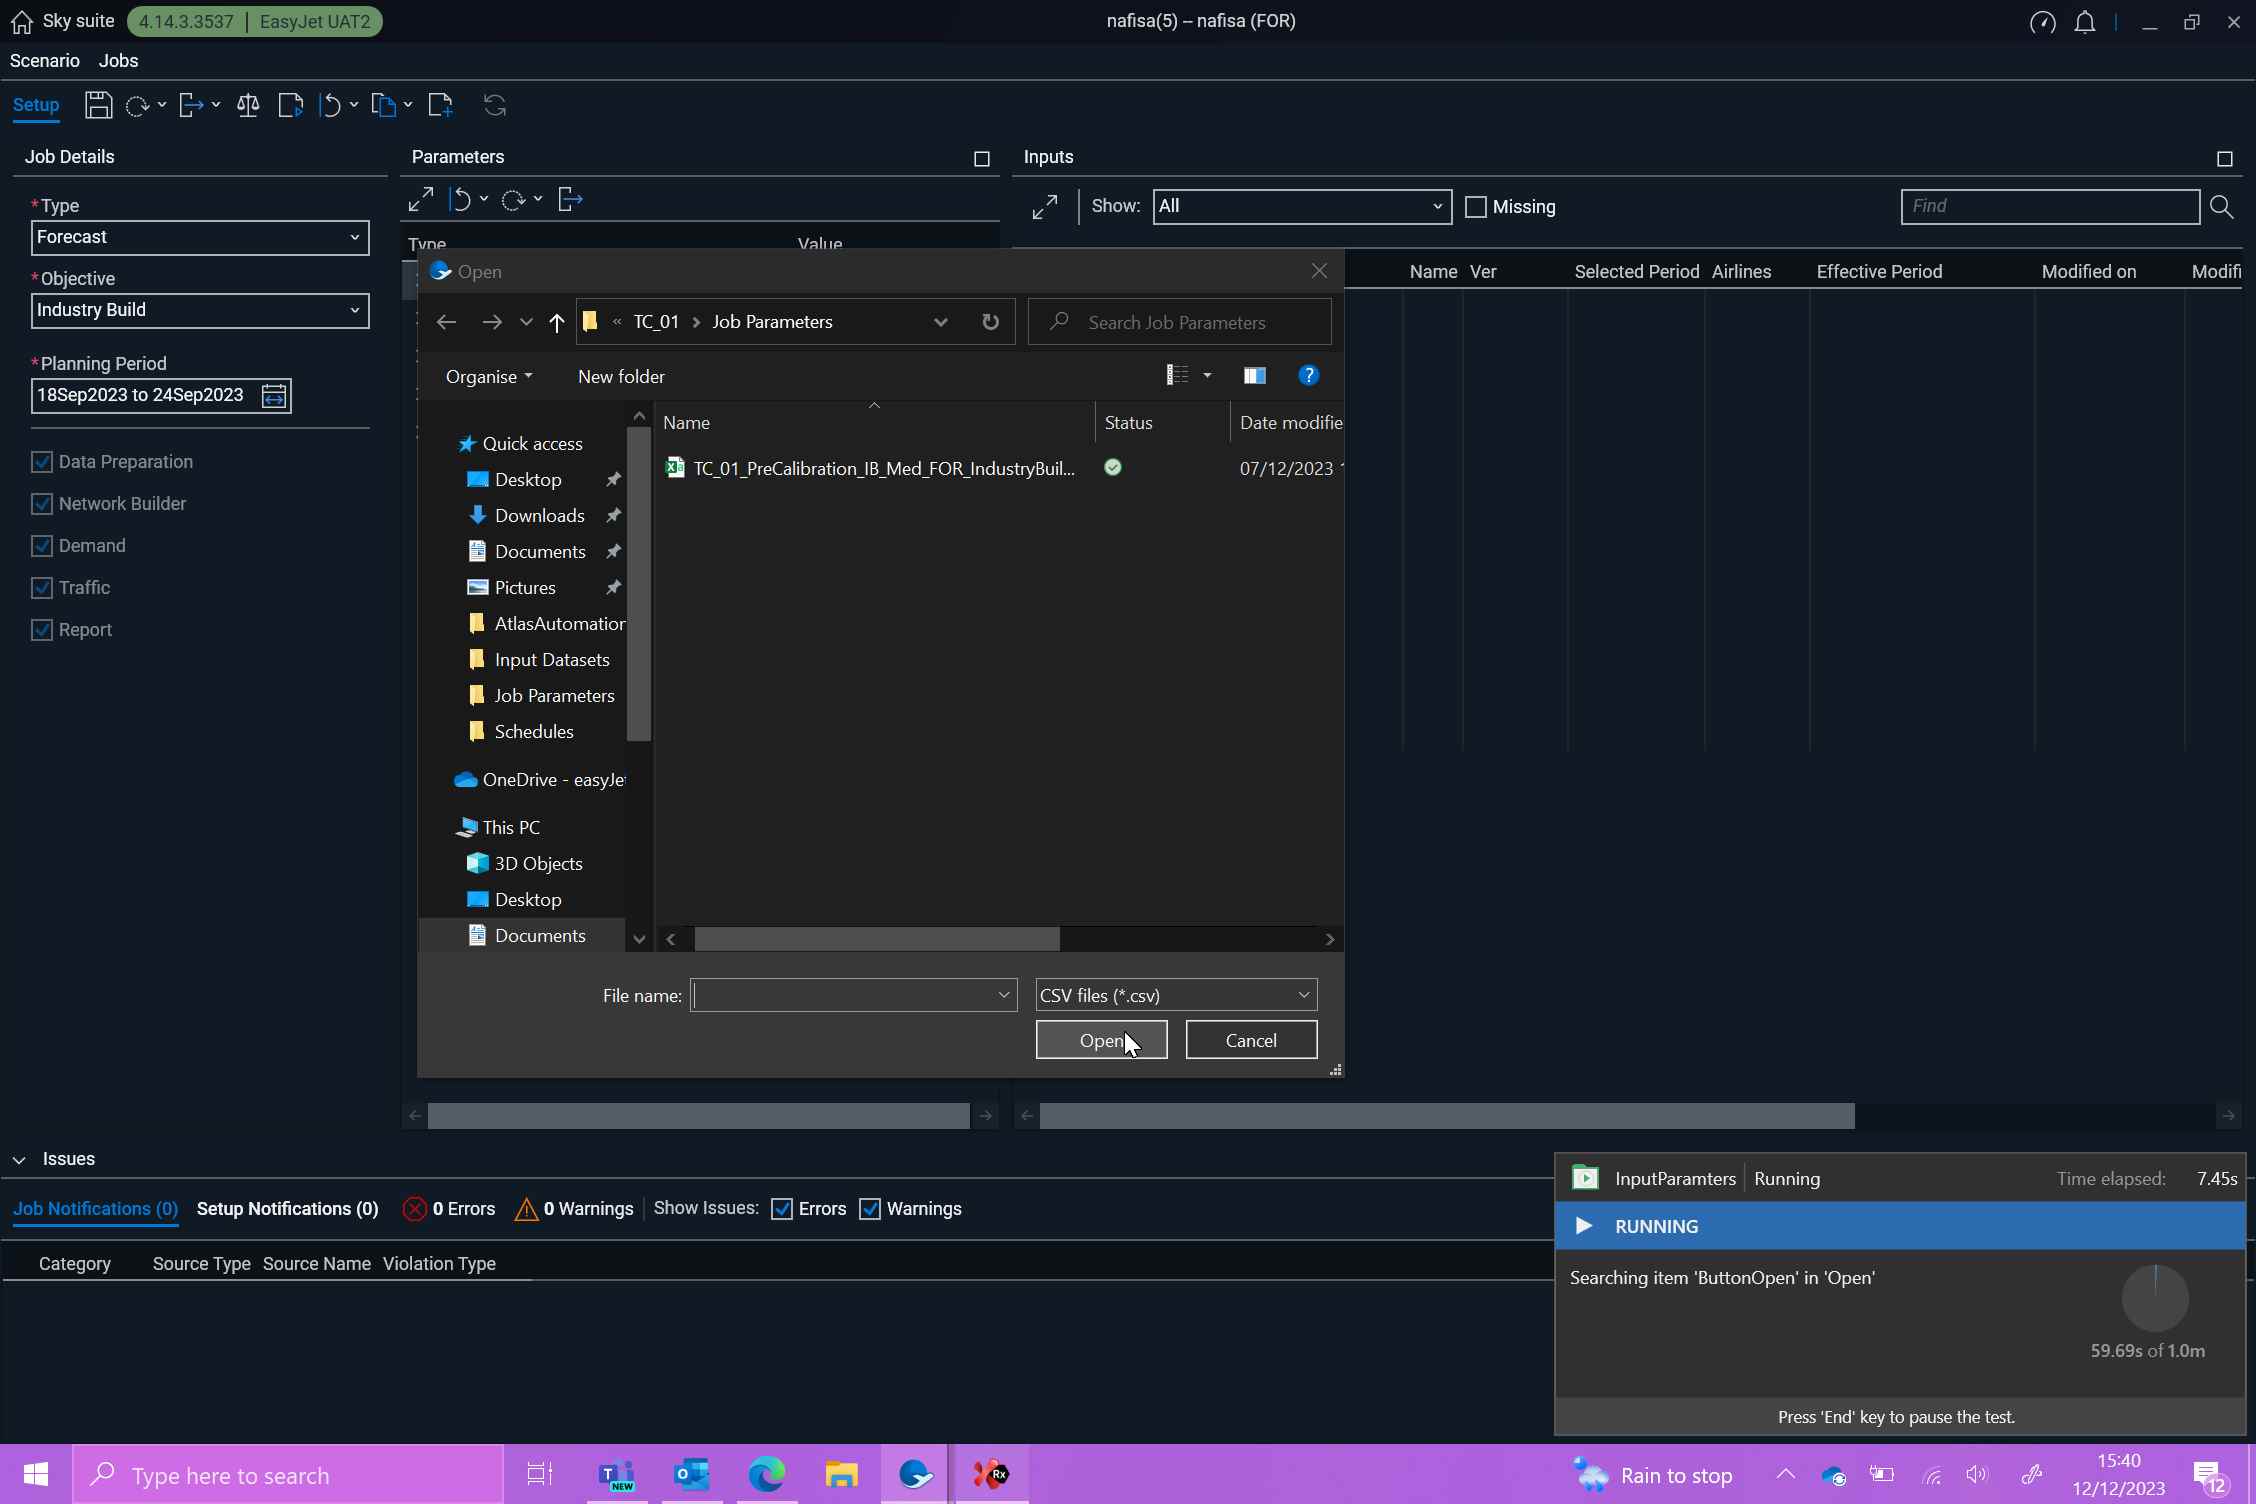 Sky suite 4.14.3.3537 | EasyJet UAT2
nafisa(5) – nafisa (FOR)
Scenario Jobs
Setup
Job Details
*Type
Forecast
*Objective
Industry Build
*Planning Period
18Sep2023 to 24Sep2023
Data Preparation
Network Builder
Demand
Traffic
Report
Parameters
Type Value
Inputs
Show: All Missing Find
Name Ver Selected Period Airlines Effective Period Modified on Modifi
Open
« TC_01 > Job Parameters
Search Job Parameters
Organise New folder
?
Quick access
Desktop
Downloads
Documents
Pictures
AtlasAutomation
Input Datasets
Job Parameters
Schedules
OneDrive - easyJet
This PC
3D Objects
Desktop
Documents
Name Status Date modifie
TC_01_PreCalibration_IB_Med_FOR_IndustryBuil... 07/12/2023
File name: CSV files (*.csv)
Open Cancel
Issues
Job Notifications (0) Setup Notifications (0) 0 Errors 0 Warnings Show Issues: Errors Warnings
Category Source Type Source Name Violation Type
InputParamters Running Time elapsed: 7.45s
RUNNING
Searching item 'ButtonOpen' in 'Open'
59.69s of 1.0m
Press 'End' key to pause the test.
Type here to search
T NEW
O
Rx
Rain to stop
15:40
12/12/2023
12